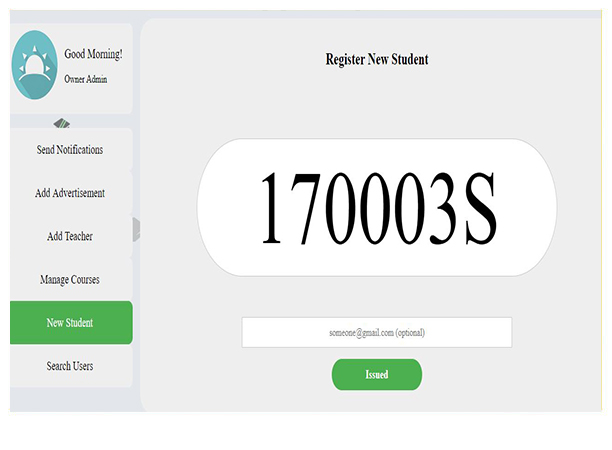 Good Morning!
Owner Admin
Send Notifications
Add Advertisement
Add Teacher
Manage Courses
New Student
Search Users
Register New Student
170003S
someone@gmail.com (optional)
Issued